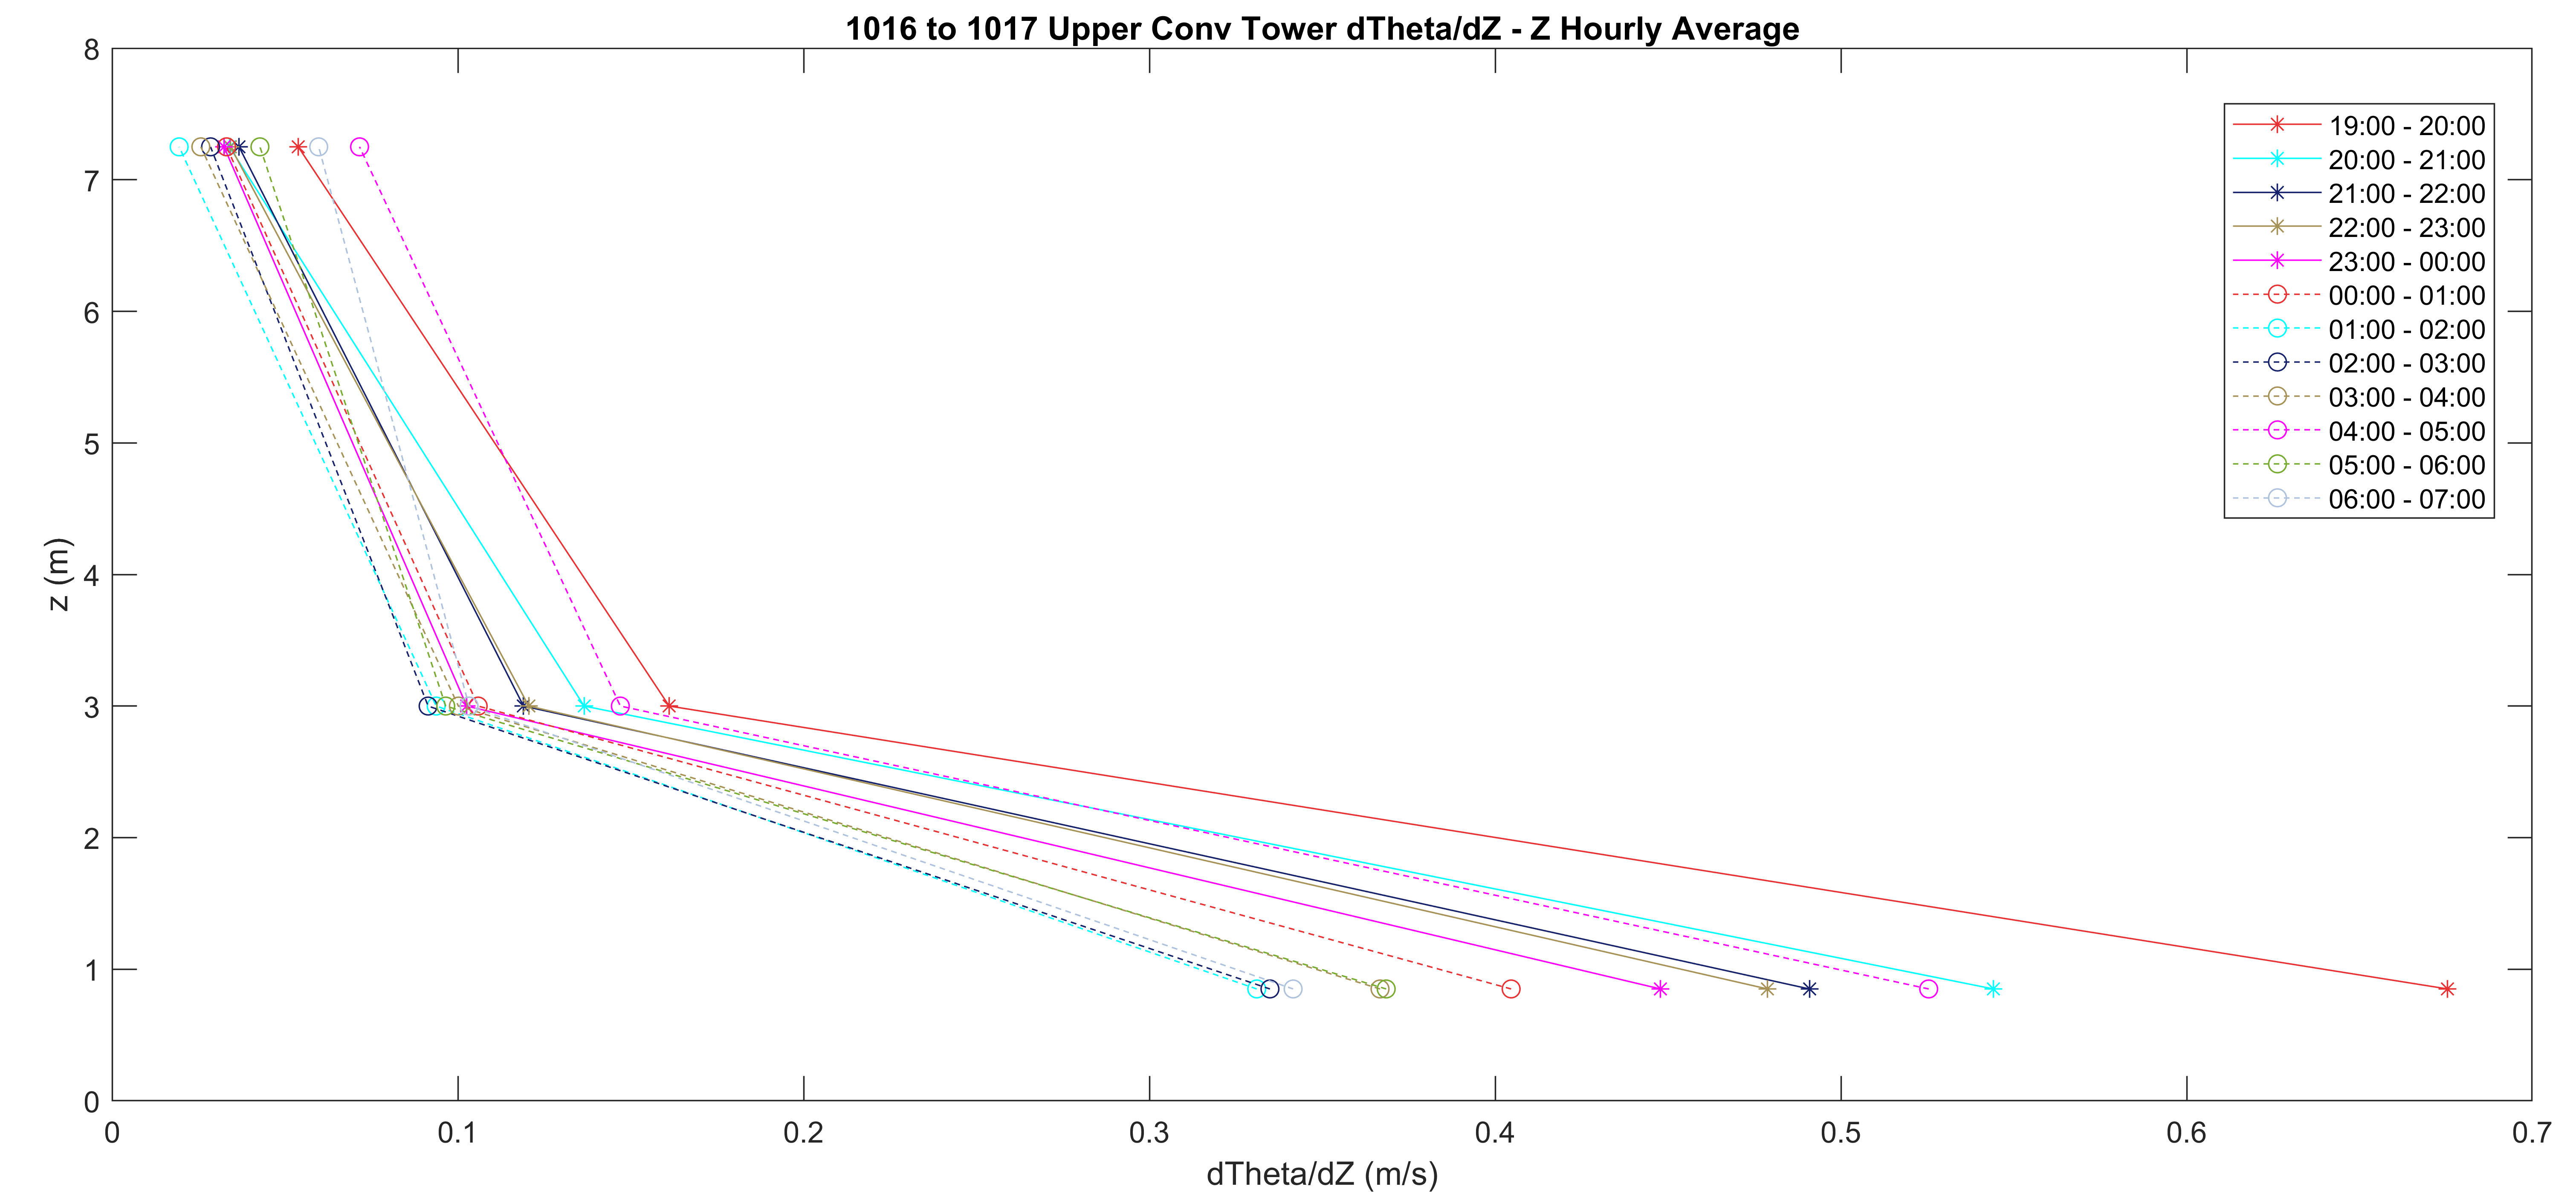 1016 to 1017 Upper Conv Tower dTheta/dZ - Z Hourly Average
8
7
6
5
4
3
2
1
0
z (m)
19:00 - 20:00
20:00 - 21:00
21:00 - 22:00
22:00 - 23:00
23:00 - 00:00
00:00 - 01:00
01:00 - 02:00
02:00 - 03:00
03:00 - 04:00
04:00 - 05:00
05:00 - 06:00
06:00 - 07:00
0 0.1 0.2 0.3 0.4 0.5 0.6 0.7
dTheta/dZ (m/s)